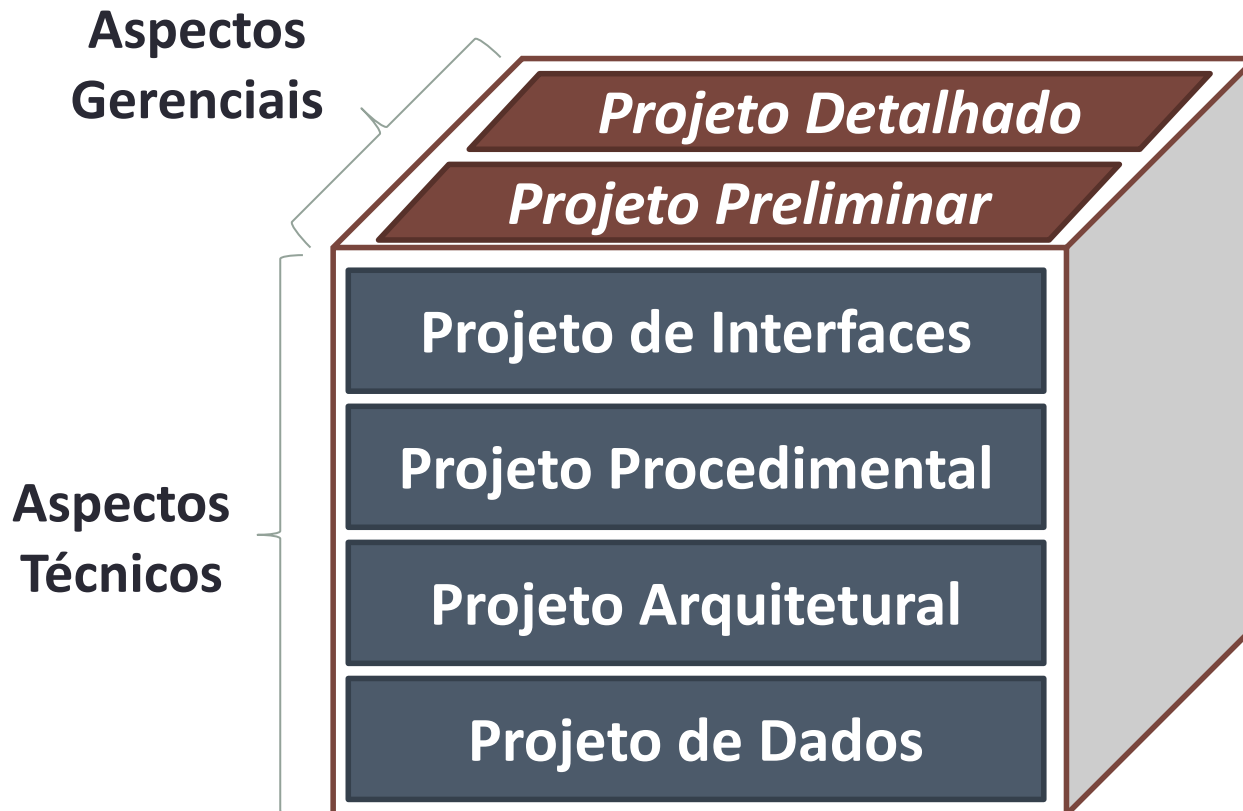 Aspectos
Gerenciais
Projeto Detalhado
Projeto Preliminar
Projeto de Interfaces
Projeto Procedimental
Aspectos
Técnicos
Projeto Arquitetural
Projeto de Dados